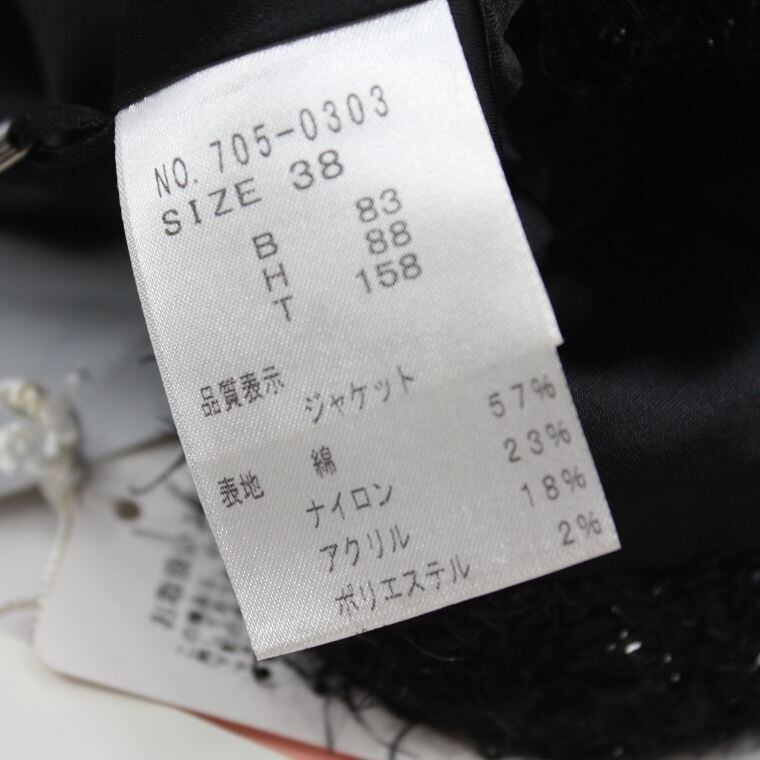 NO. 705-0303
SIZE 38
B 83
H 88
T 158
品質表示 ジャケット
表地 綿 57%
ナイロン 23%
アクリル 18%
ポリエステル 2%